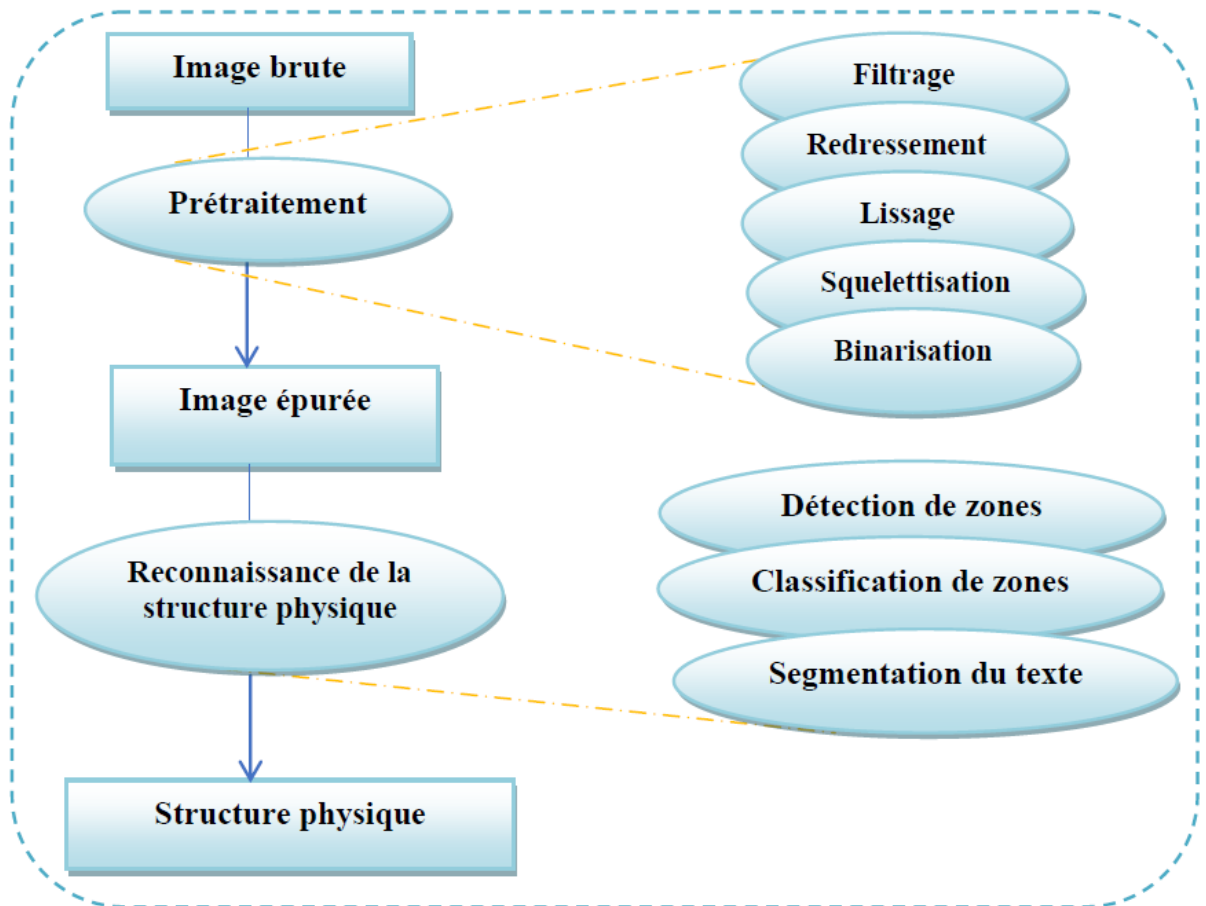 Image brute
Prétraitement
Image épurée
Reconnaissance de la
structure physique
Structure physique
Filtrage
Redressement
Lissage
Squelettisation
Binarisation
Détection de zones
Classification de zones
Segmentation du texte